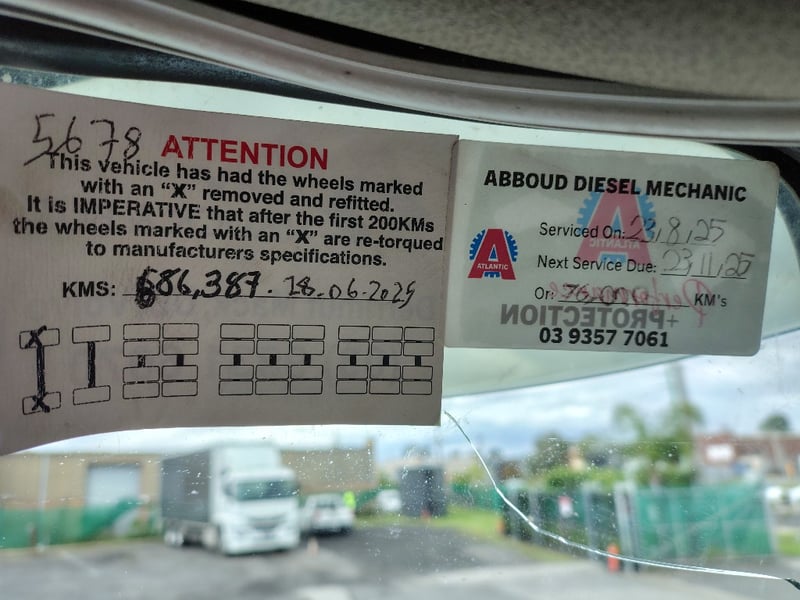 5678
ATTENTION
This vehicle has had the wheels marked
with an “X” removed and refitted.
It is IMPERATIVE that after the first 200KMs
the wheels marked with an “X” are re-torqued
to manufacturers specifications.
KMS: 686,387. 18.06.2025
X
X
ABBOUD DIESEL MECHANIC
Serviced On: 23,8,25
A
ATLANTIC
Next Service Due: 23,11,25
Or: KM's
+PROTECTION
03 9357 7061